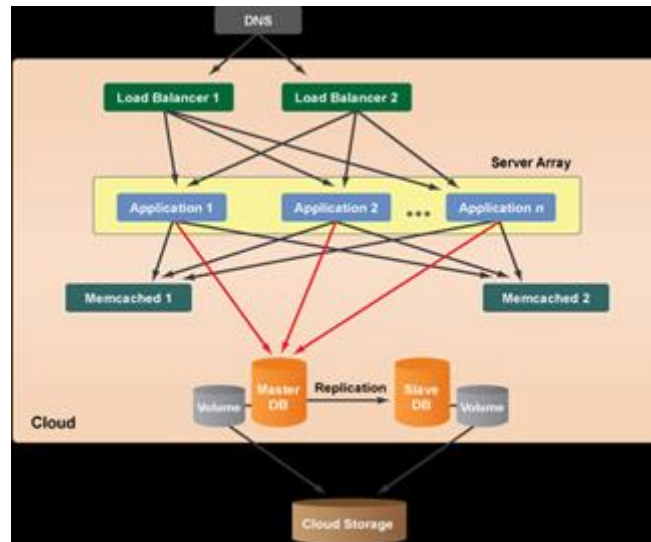 DNS
Load Balancer 1
Load Balancer 2
Server Array
Application 1
Application 2
...
Application n
Memcached 1
Memcached 2
Master
DB
Replication
Slave
DB
Volume
Volume
Cloud
Cloud Storage